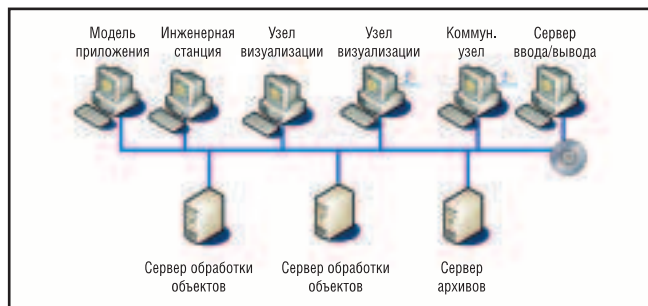 Модель
приложения
Инженерная
станция
Узел
визуализации
Узел
визуализации
Коммун.
узел
Сервер
ввода/вывода
Сервер обработки
объектов
Сервер обработки
объектов
Сервер
архивов